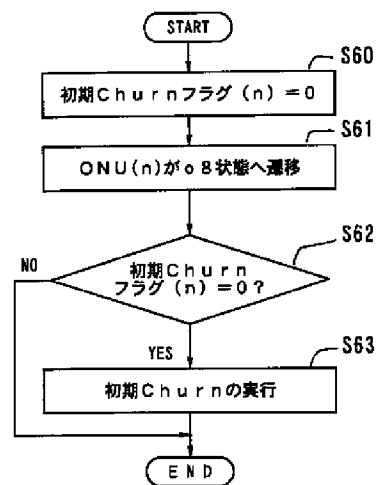 START
S60
初期Churnフラグ(n)=0
S61
ONU(n)がo8状態へ遷移
S62
NO
初期Churn
フラグ(n)=0?
YES
S63
初期Churnの実行
END